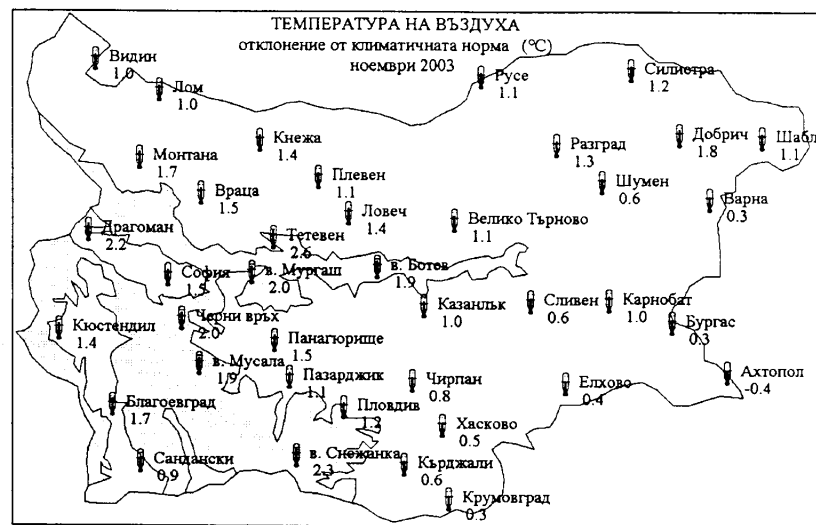 ТЕМПЕРАТУРА НА ВЪЗДУХА
отклонение от климатичната норма (°C)
ноември 2003
Видин
1.0
Лом
1.0
Русе
1.1
Силистра
1.2
Кнежа
1.4
Монтана
1.7
Плевен
1.1
Разград
1.3
Добрич
1.8
Шабл
1.1
Враца
1.5
Шумен
0.6
Варна
0.3
Ловеч
1.4
Велико Търново
1.1
Драгоман
2.2
Тетевен
2.6
София
1.5
в. Мургаш
2.0
в. Ботев
1.9
Казанлък
1.0
Сливен
0.6
Карнобат
1.0
Бургас
0.3
Черни връх
2.0
Кюстендил
1.4
Панагюрище
1.5
в. Мусала
1.9
Пазарджик
1.1
Чирпан
0.8
Елхово
0.4
Ахтопол
-0.4
Благоевград
1.7
Пловдив
1.2
Хасково
0.5
Сандански
0.9
в. Снежанка
2.3
Кърджали
0.6
Крумовград
0.3